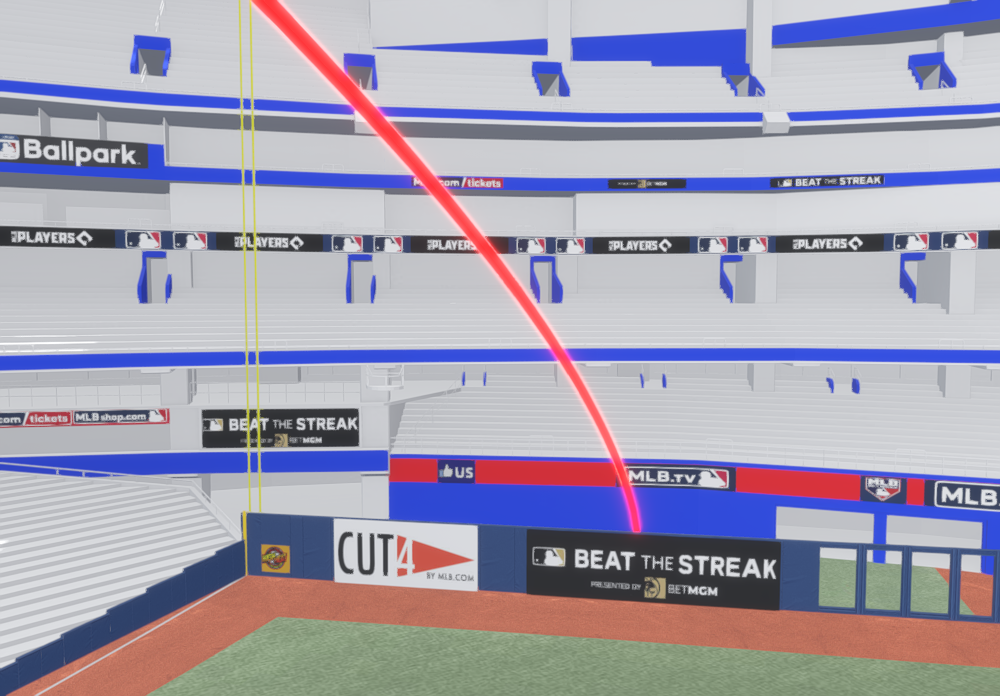 Ballpark
.com/tickets
BEAT THE STREAK
PLAYERS
PLAYERS
PLAYERS
PLAYERS
PLAYERS
com/tickets
MLBshop.com
BEAT THE STREAK
PRESENTED BY BETMGM
US
MLB.TV
MLB
MLB
CUT4
BY MLB.COM
BEAT THE STREAK
PRESENTED BY BETMGM